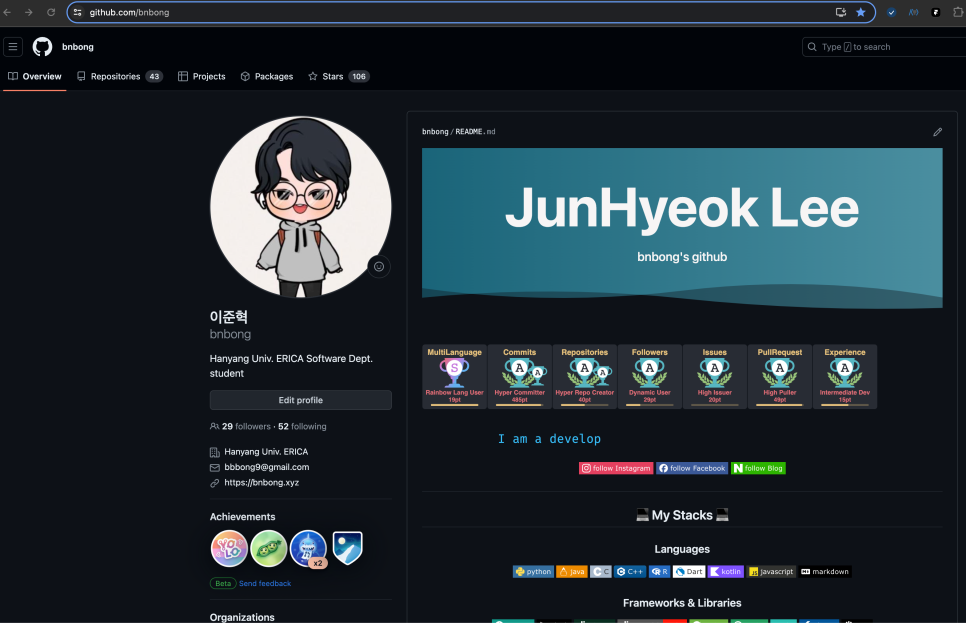 github.com/bnbong
bnbong
Type / to search
Overview
Repositories 43
Projects
Packages
Stars 106
이준혁
bnbong
Hanyang Univ. ERICA Software Dept.
student
Edit profile
29 followers · 52 following
Hanyang Univ. ERICA
bbbong9@gmail.com
https://bnbong.xyz
Achievements
YOLO
x2
Beta Send feedback
Organizations
bnbong / README.md
JunHyeok Lee
bnbong's github
MultiLanguage
S
Rainbow Lang User
19pt
Commits
A
A
Hyper Committer
485pt
Repositories
A
A
Hyper Repo Creator
40pt
Followers
A
Dynamic User
29pt
Issues
A
High Issuer
20pt
PullRequest
A
High Puller
49pt
Experience
A
Intermediate Dev
15pt
I am a develop
follow Instagram
follow Facebook
N follow Blog
My Stacks
Languages
python
java
C C
C++
R R
Dart
kotlin
JS javascript
markdown
Frameworks & Libraries